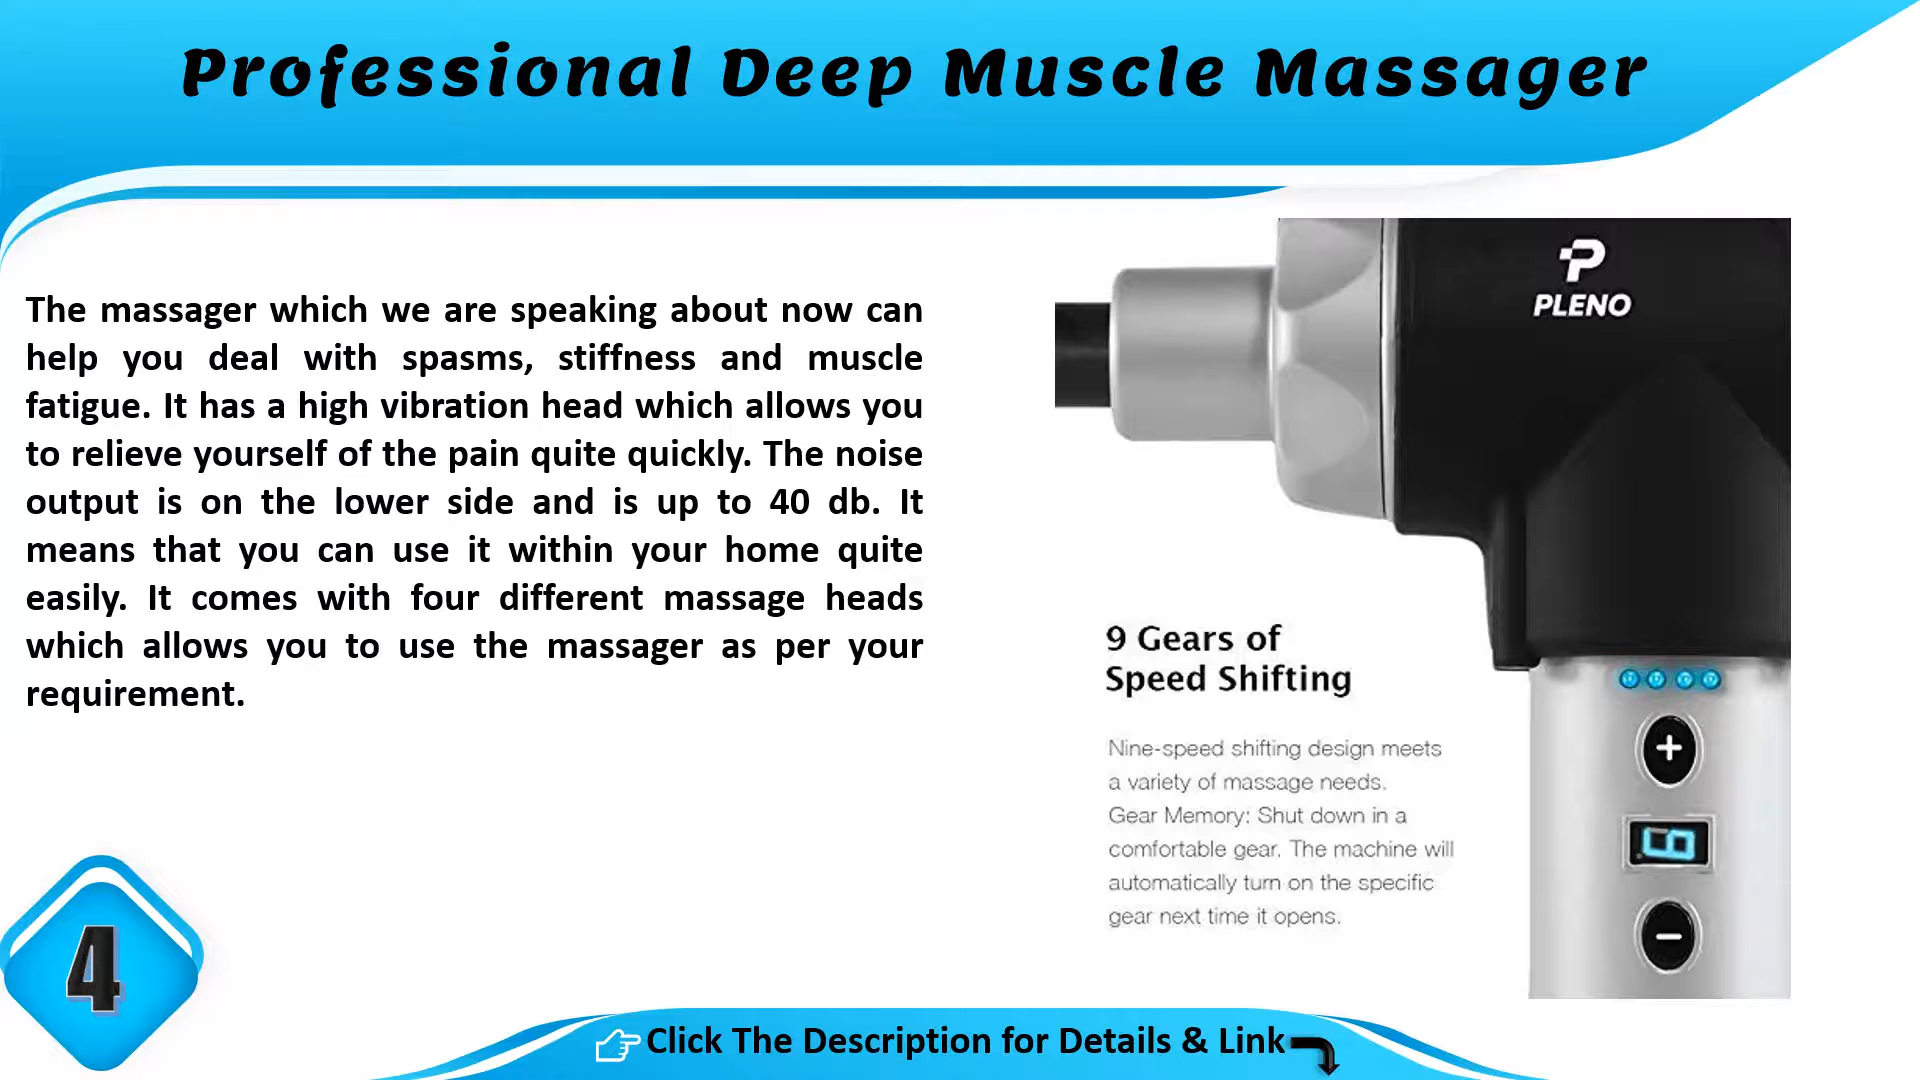 Professional Deep Muscle Massager
The massager which we are speaking about now can
help you deal with spasms, stiffness and muscle
fatigue. It has a high vibration head which allows you
to relieve yourself of the pain quite quickly. The noise
output is on the lower side and is up to 40 db. It
means that you can use it within your home quite
easily. It comes with four different massage heads
which allows you to use the massager as per your
requirement.
PLENO
9 Gears of
Speed Shifting
Nine-speed shifting design meets
a variety of massage needs.
Gear Memory: Shut down in a
comfortable gear. The machine will
automatically turn on the specific
gear next time it opens.
+
−
4
Click The Description for Details & Link